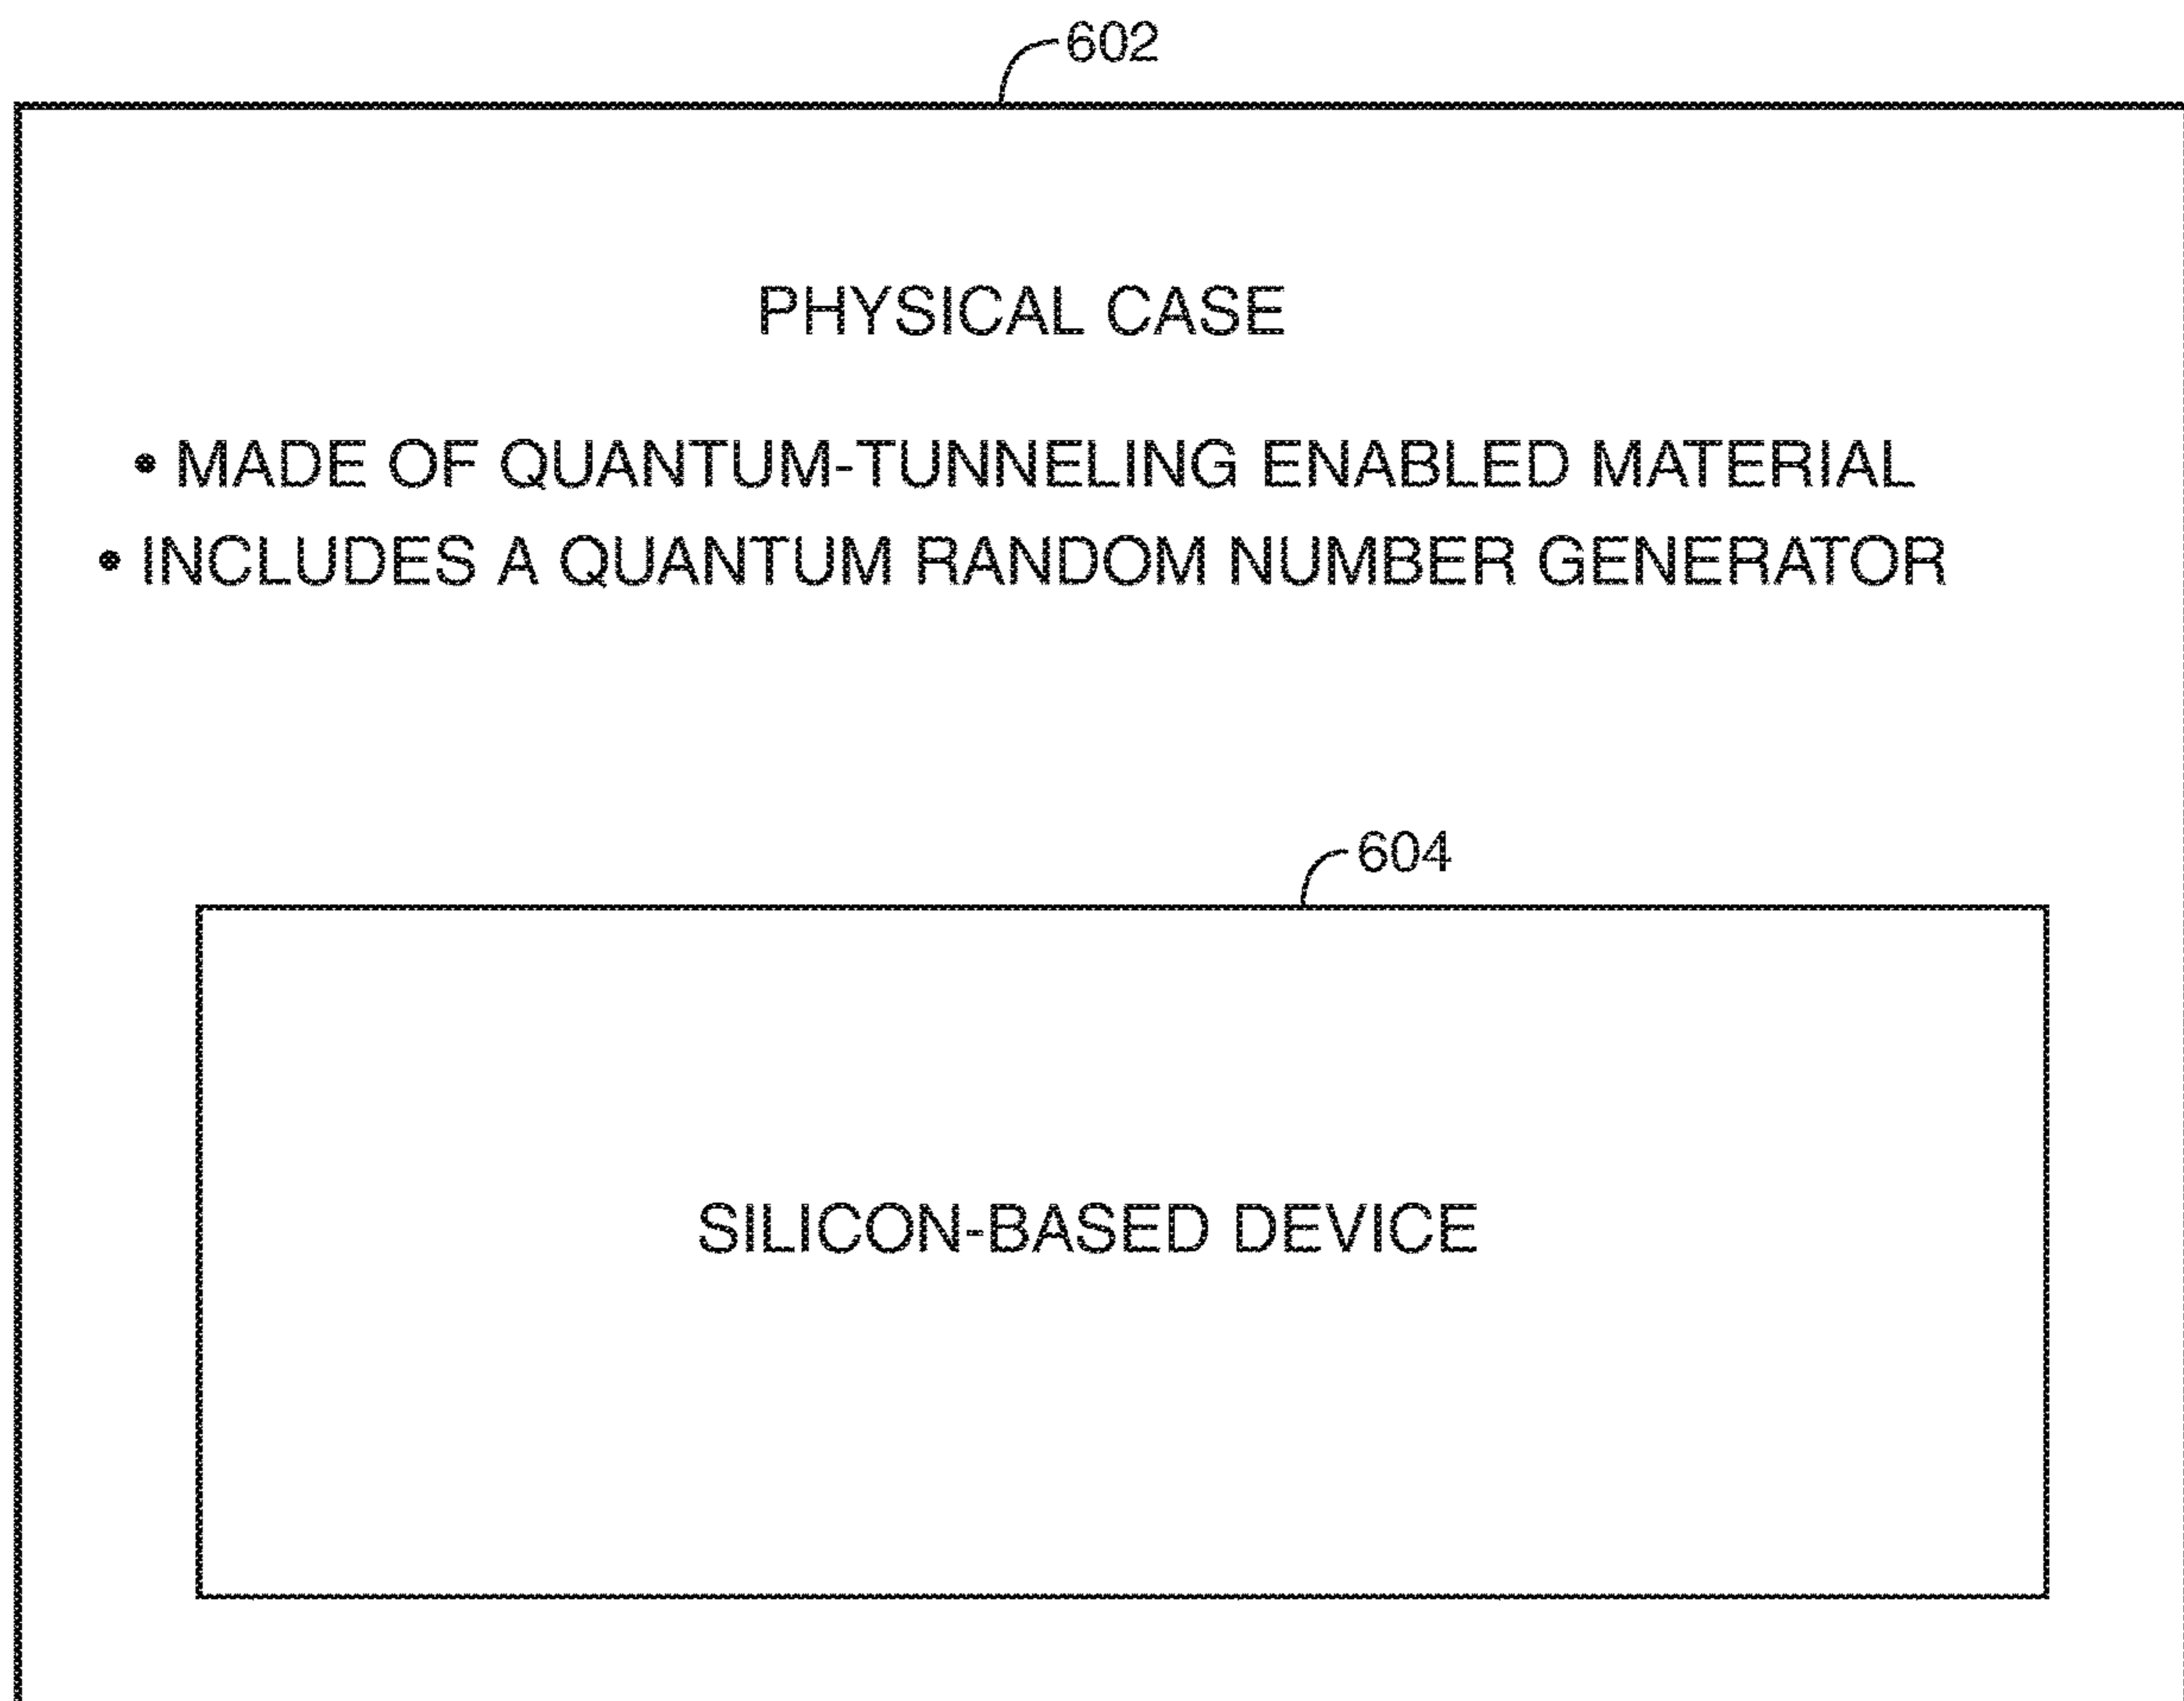 602
PHYSICAL CASE
• MADE OF QUANTUM-TUNNELING ENABLED MATERIAL
• INCLUDES A QUANTUM RANDOM NUMBER GENERATOR
604
SILICON-BASED DEVICE